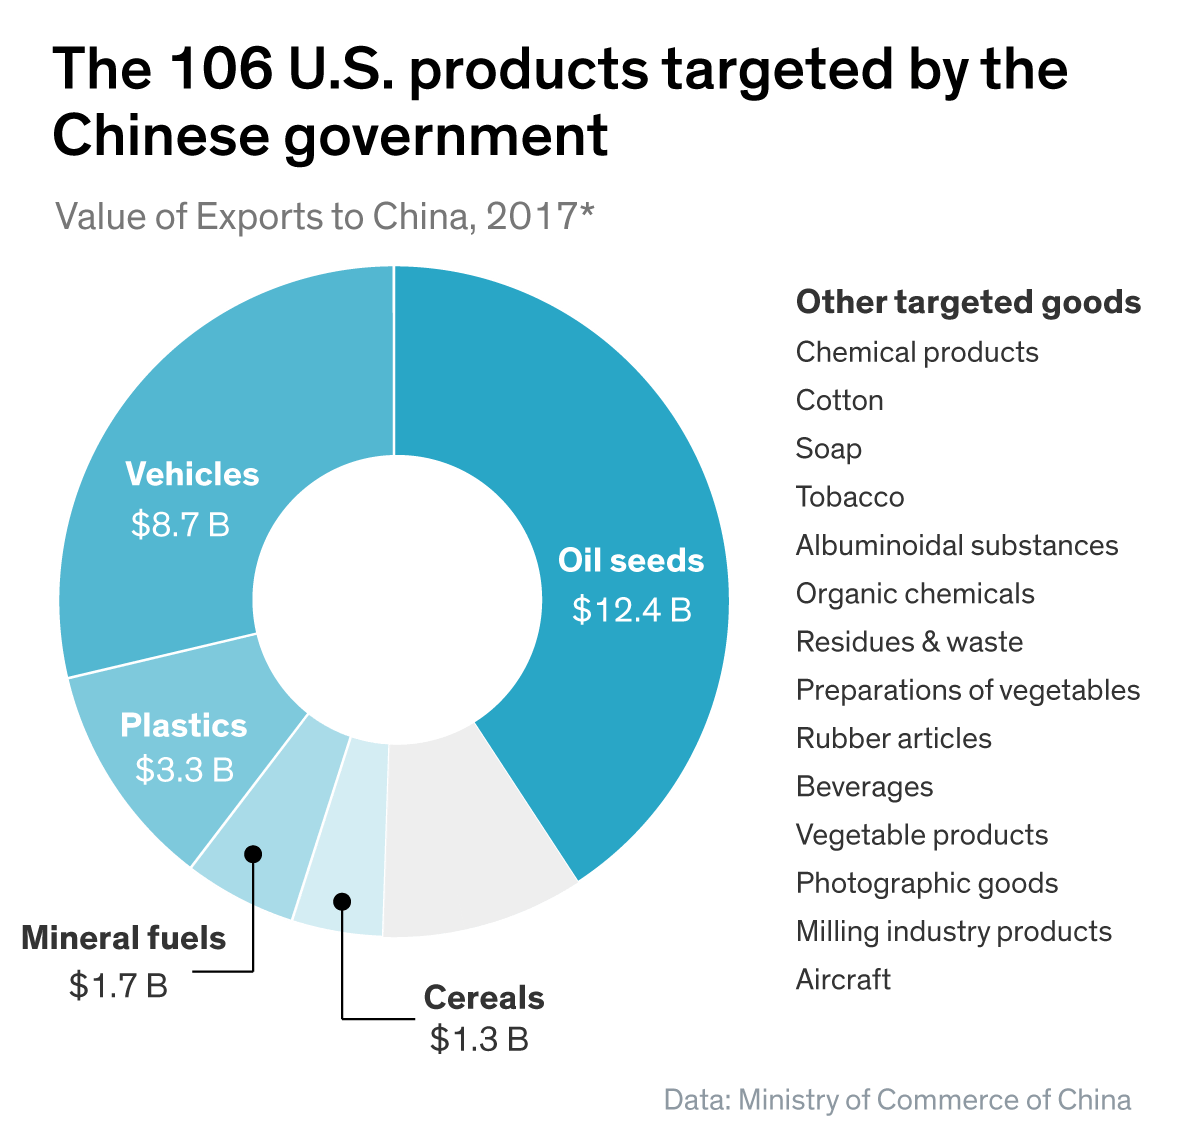 The 106 U.S. products targeted by the
Chinese government
Value of Exports to China, 2017*
Vehicles
$8.7 B
Oil seeds
$12.4 B
Plastics
$3.3 B
Mineral fuels
$1.7 B
Cereals
$1.3 B
Other targeted goods
Chemical products
Cotton
Soap
Tobacco
Albuminoidal substances
Organic chemicals
Residues & waste
Preparations of vegetables
Rubber articles
Beverages
Vegetable products
Photographic goods
Milling industry products
Aircraft
Data: Ministry of Commerce of China